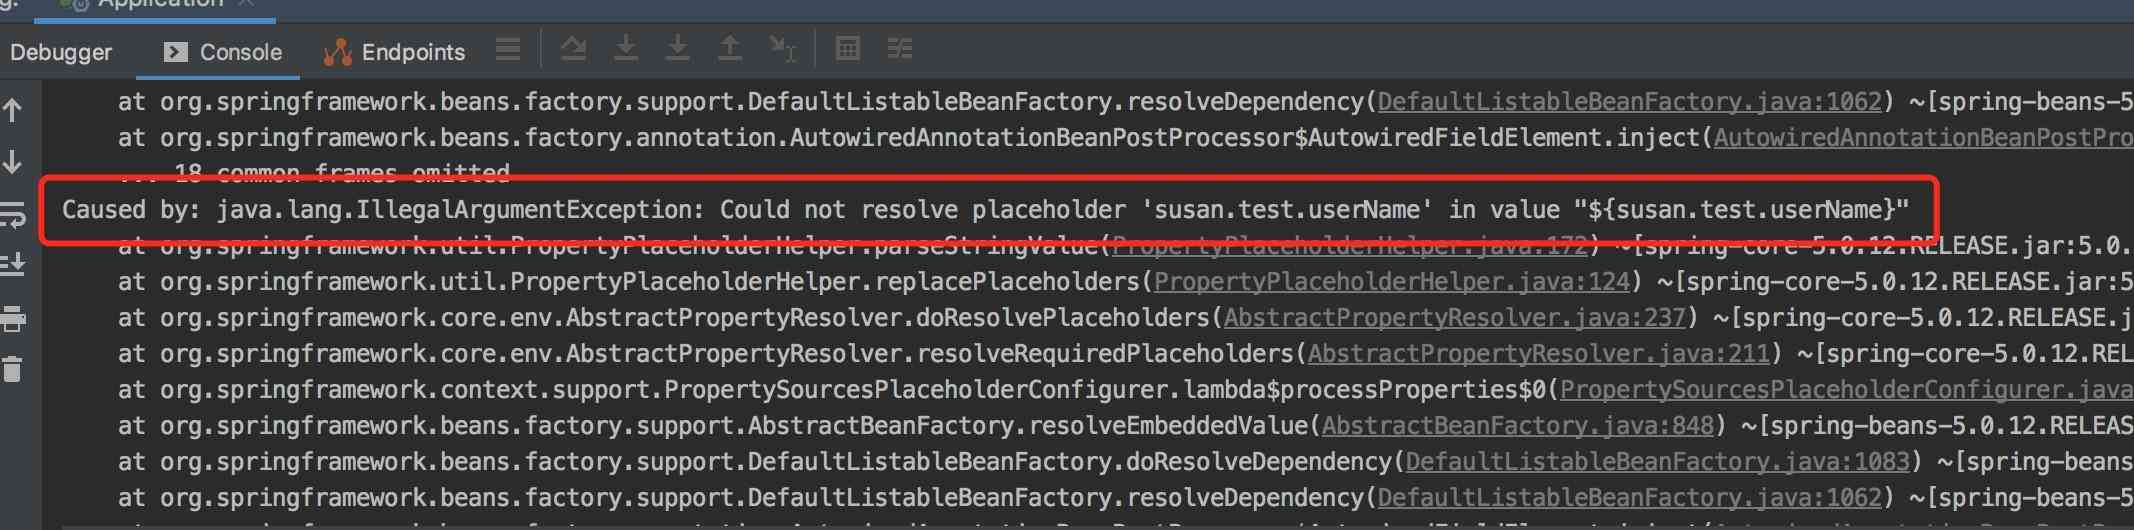 Application
Debugger
Console
Endpoints
at org.springframework.beans.factory.support.DefaultListableBeanFactory.resolveDependency(DefaultListableBeanFactory.java:1062) ~[spring-beans-5
at org.springframework.beans.factory.annotation.AutowiredAnnotationBeanPostProcessor$AutowiredFieldElement.inject(AutowiredAnnotationBeanPostPro
... 18 common frames omitted
Caused by: java.lang.IllegalArgumentException: Could not resolve placeholder 'susan.test.userName' in value "${susan.test.userName}"
at org.springframework.util.PropertyPlaceholderHelper.parseStringValue(PropertyPlaceholderHelper.java:172) ~[spring-core-5.0.12.RELEASE.jar:5.0.
at org.springframework.util.PropertyPlaceholderHelper.replacePlaceholders(PropertyPlaceholderHelper.java:124) ~[spring-core-5.0.12.RELEASE.jar:5
at org.springframework.core.env.AbstractPropertyResolver.doResolvePlaceholders(AbstractPropertyResolver.java:237) ~[spring-core-5.0.12.RELEASE.j
at org.springframework.core.env.AbstractPropertyResolver.resolveRequiredPlaceholders(AbstractPropertyResolver.java:211) ~[spring-core-5.0.12.REL
at org.springframework.context.support.PropertySourcesPlaceholderConfigurer.lambda$processProperties$0(PropertySourcesPlaceholderConfigurer.java
at org.springframework.beans.factory.support.AbstractBeanFactory.resolveEmbeddedValue(AbstractBeanFactory.java:848) ~[spring-beans-5.0.12.RELEAS
at org.springframework.beans.factory.support.DefaultListableBeanFactory.doResolveDependency(DefaultListableBeanFactory.java:1083) ~[spring-beans
at org.springframework.beans.factory.support.DefaultListableBeanFactory.resolveDependency(DefaultListableBeanFactory.java:1062) ~[spring-beans-5